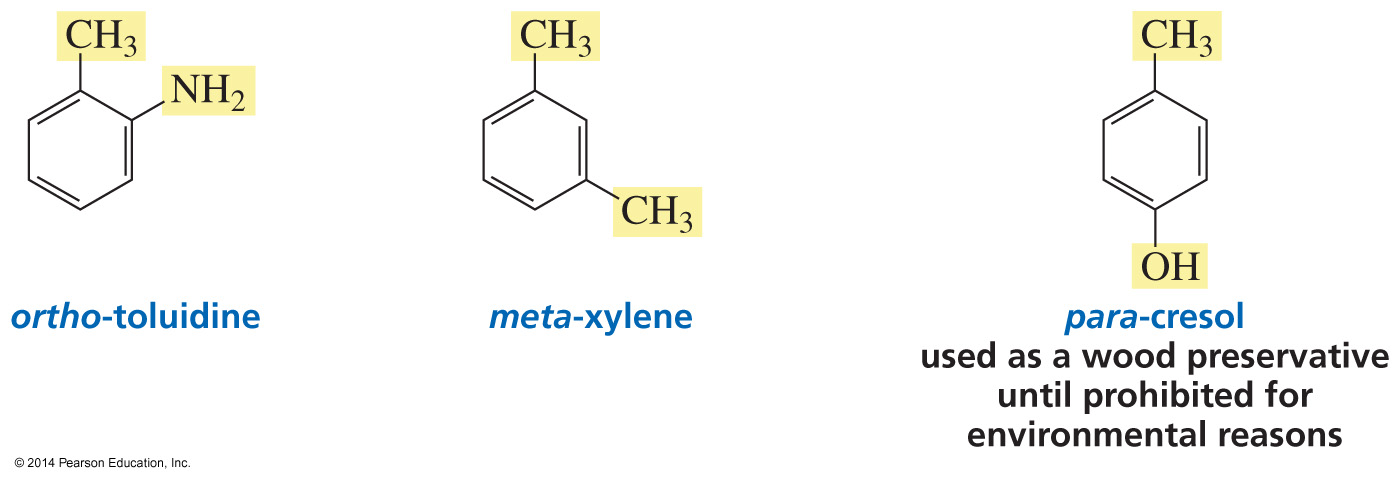 CH₃
NH₂
ortho-toluidine
CH₃
CH₃
meta-xylene
CH₃
OH
para-cresol
used as a wood preservative
until prohibited for
environmental reasons
© 2014 Pearson Education, Inc.